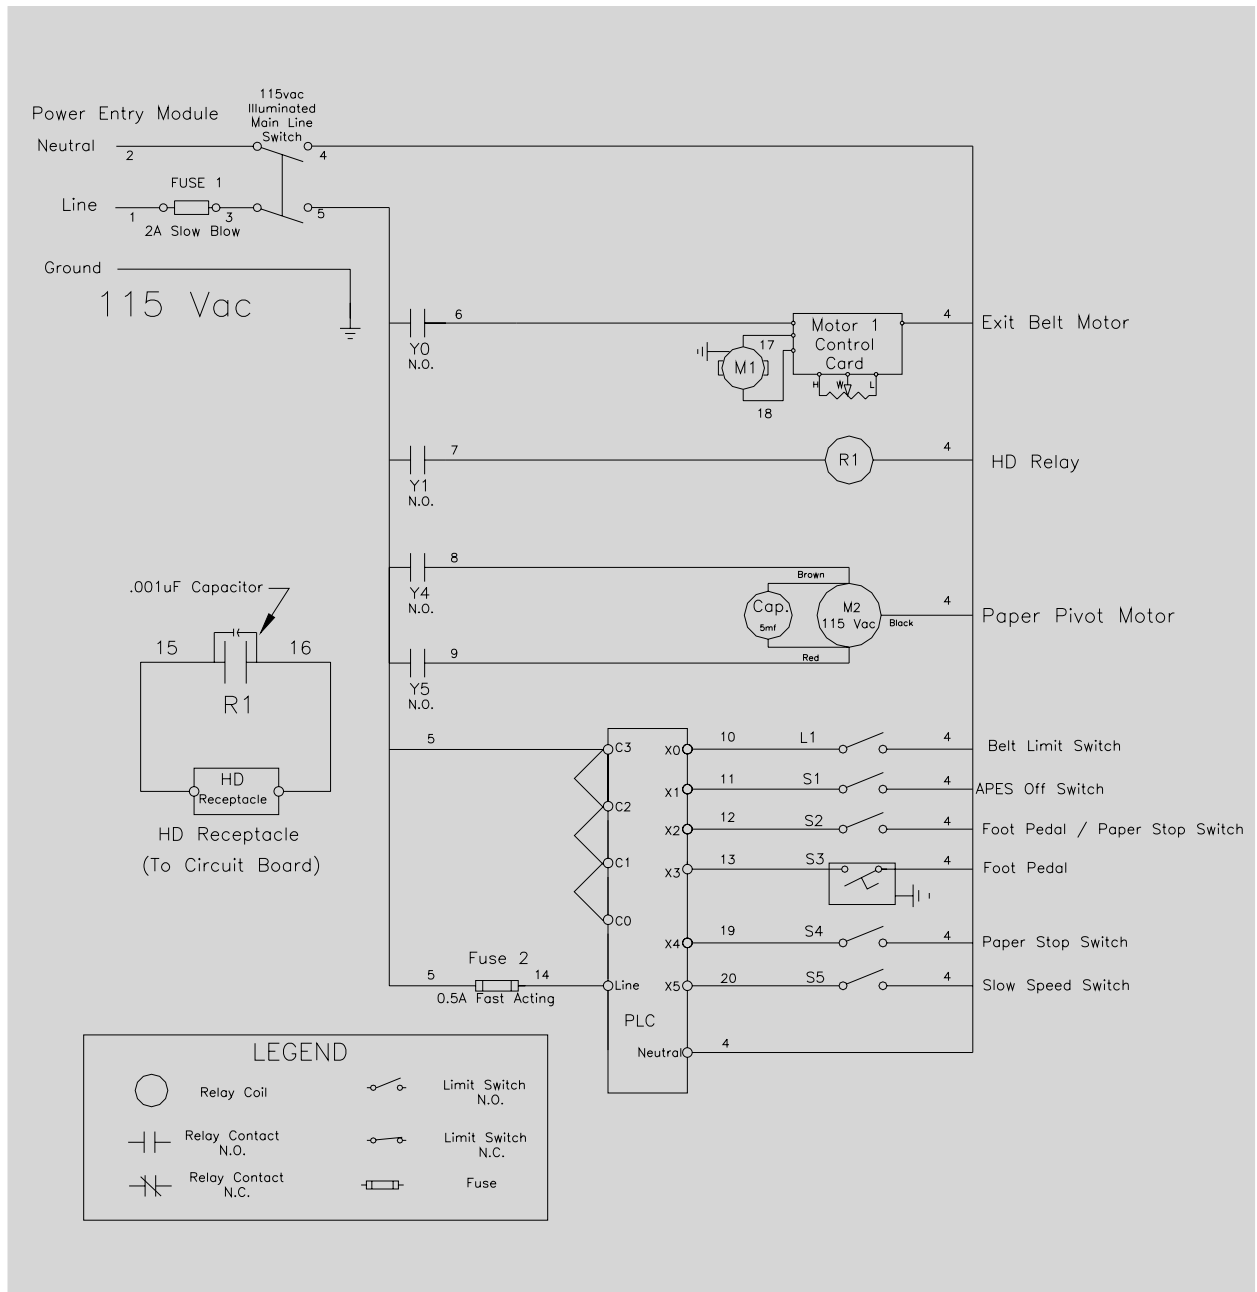 115vac
Illuminated
Main Line
Switch
Power Entry Module
Neutral
2
4
FUSE 1
Line
1
3
5
2A Slow Blow
Ground
115 Vac
6
4
Exit Belt Motor
Motor 1
Control
Card
Y0
N.O.
17
M1
H
W
L
18
7
4
R1
HD Relay
Y1
N.O.
8
Brown
Y4
N.O.
Cap.
5mf
M2
115 Vac
Black
4
Paper Pivot Motor
9
Red
Y5
N.O.
.001uF Capacitor
15
16
R1
HD
Receptacle
HD Receptacle
(To Circuit Board)
5
C3
X0
10
L1
4
Belt Limit Switch
X1
11
S1
4
APES Off Switch
C2
X2
12
S2
4
Foot Pedal / Paper Stop Switch
C1
X3
13
S3
4
Foot Pedal
C0
X4
19
S4
4
Paper Stop Switch
Fuse 2
5
14
0.5A Fast Acting
Line
X5
20
S5
4
Slow Speed Switch
PLC
Neutral
4
LEGEND
Relay Coil
Limit Switch
N.O.
Relay Contact
N.O.
Limit Switch
N.C.
Relay Contact
N.C.
Fuse